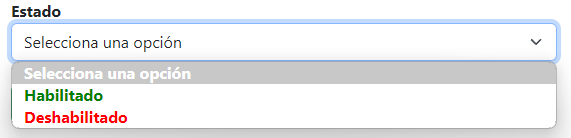 Estado
Selecciona una opción
Selecciona una opción
Habilitado
Deshabilitado